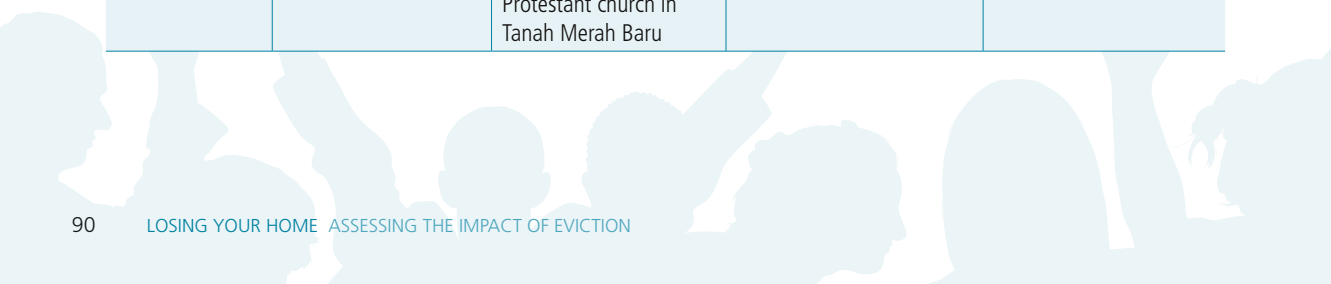 Protestant church in
Tanah Merah Baru
90 LOSING YOUR HOME ASSESSING THE IMPACT OF EVICTION